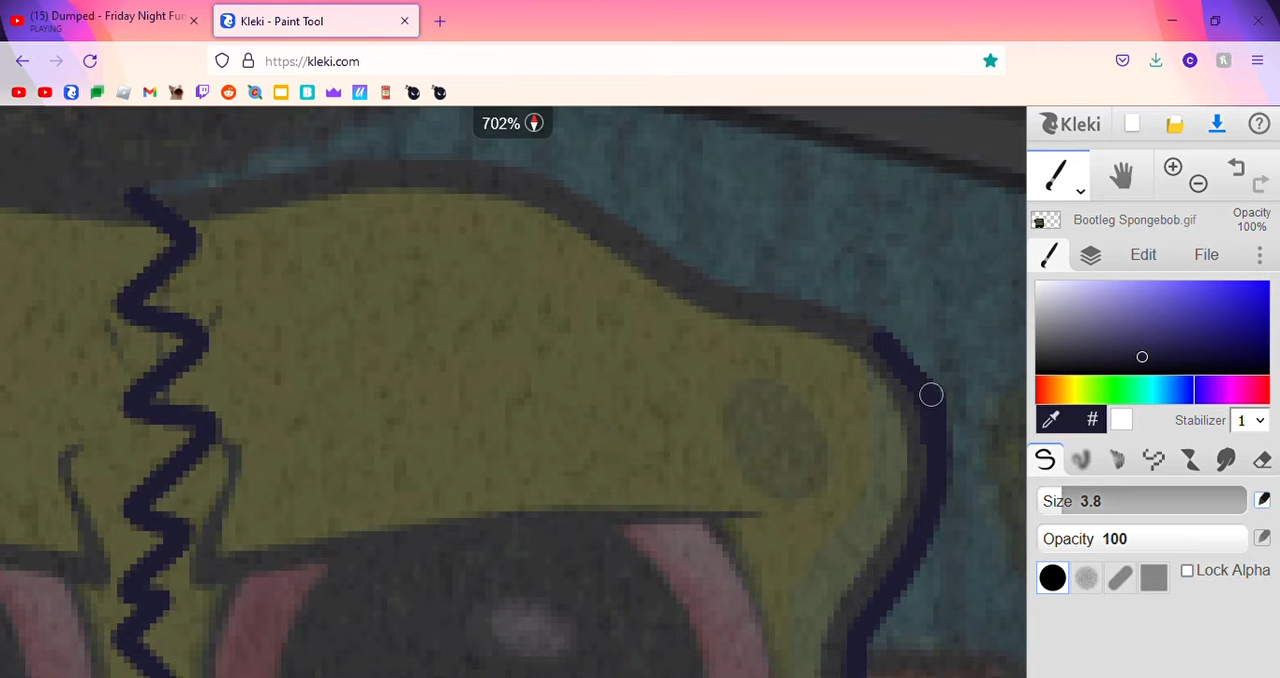 (15) Dumped - Friday Night Fun
PLAYING
Kleki - Paint Tool
https://kleki.com
702%
Kleki
Bootleg Spongebob.gif
Opacity
100%
Edit
File
#
Stabilizer 1
Size 3.8
Opacity 100
Lock Alpha